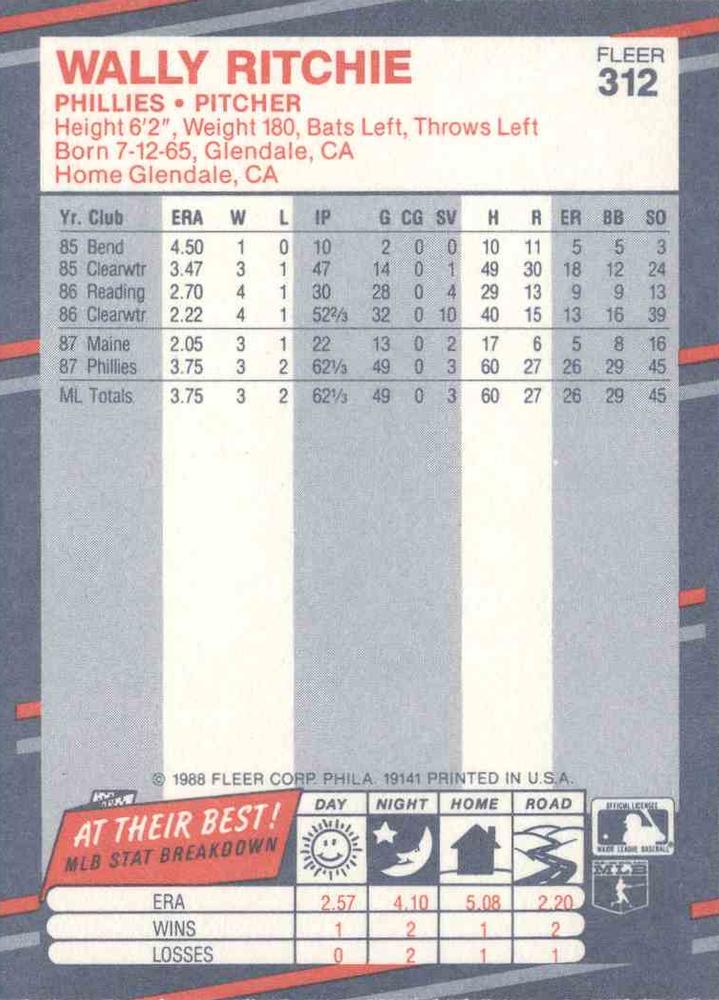 WALLY RITCHIE
FLEER
312
PHILLIES • PITCHER
Height 6'2", Weight 180, Bats Left, Throws Left
Born 7-12-65, Glendale, CA
Home Glendale, CA
Yr. Club ERA W L IP G CG SV H R ER BB SO
85 Bend 4.50 1 0 10 2 0 0 10 11 5 5 3
85 Clearwtr 3.47 3 1 47 14 0 1 49 30 18 12 24
86 Reading 2.70 4 1 30 28 0 4 29 13 9 9 13
86 Clearwtr 2.22 4 1 52⅔ 32 0 10 40 15 13 16 39
87 Maine 2.05 3 1 22 13 0 2 17 6 5 8 16
87 Phillies 3.75 3 2 62⅓ 49 0 3 60 27 26 29 45
ML Totals 3.75 3 2 62⅓ 49 0 3 60 27 26 29 45
© 1988 FLEER CORP. PHILA. 19141 PRINTED IN U.S.A.
AT THEIR BEST!
MLB STAT BREAKDOWN
DAY NIGHT HOME ROAD
OFFICIAL LICENSEE
MAJOR LEAGUE BASEBALL
MLB
ERA 2.57 4.10 5.08 2.20
WINS 1 2 1 2
LOSSES 0 2 1 1